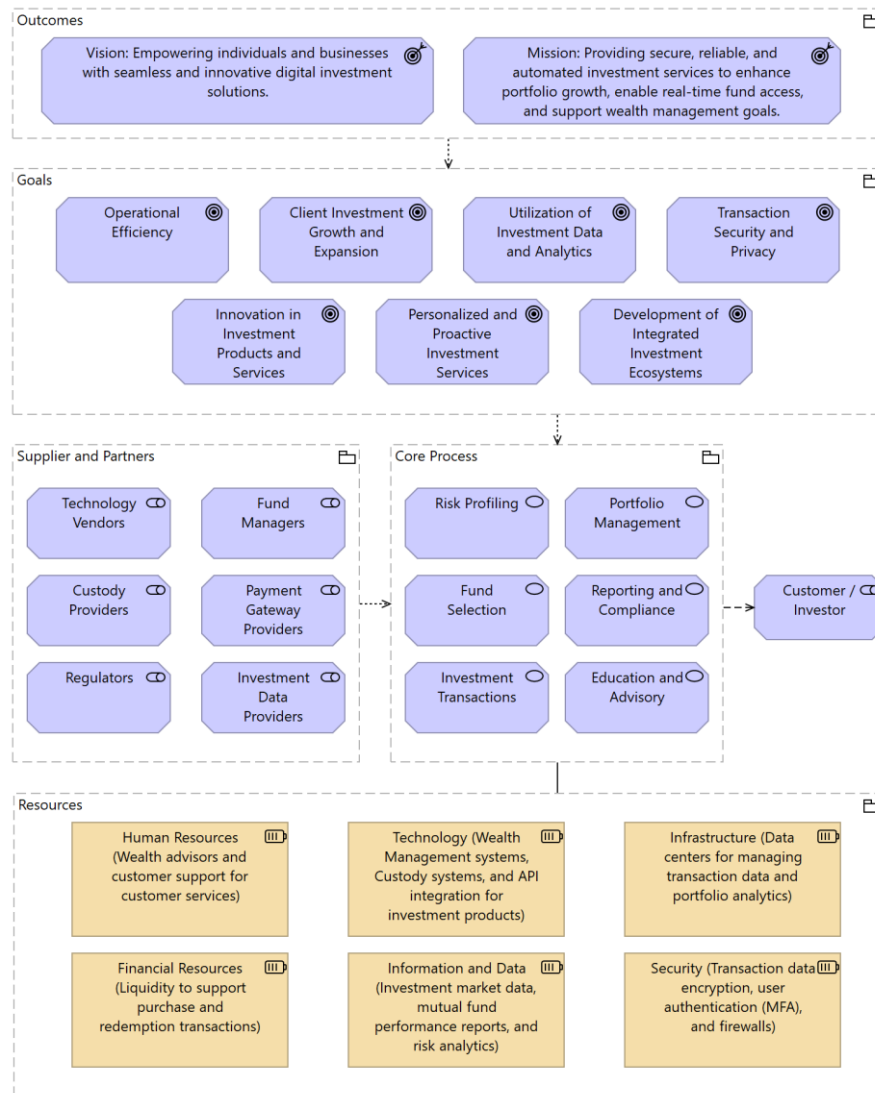 Outcomes
Vision: Empowering individuals and businesses
with seamless and innovative digital investment
solutions.
Mission: Providing secure, reliable, and
automated investment services to enhance
portfolio growth, enable real-time fund access,
and support wealth management goals.
Goals
Operational
Efficiency
Client Investment
Growth and
Expansion
Utilization of
Investment Data
and Analytics
Transaction
Security and
Privacy
Innovation in
Investment
Products and
Services
Personalized and
Proactive
Investment
Services
Development of
Integrated
Investment
Ecosystems
Supplier and Partners
Technology
Vendors
Fund
Managers
Custody
Providers
Payment
Gateway
Providers
Regulators
Investment
Data
Providers
Core Process
Risk Profiling
Portfolio
Management
Fund
Selection
Reporting and
Compliance
Investment
Transactions
Education and
Advisory
Customer /
Investor
Resources
Human Resources
(Wealth advisors and
customer support for
customer services)
Technology (Wealth
Management systems,
Custody systems, and API
integration for
investment products)
Infrastructure (Data
centers for managing
transaction data and
portfolio analytics)
Financial Resources
(Liquidity to support
purchase and
redemption transactions)
Information and Data
(Investment market data,
mutual fund
performance reports, and
risk analytics)
Security (Transaction data
encryption, user
authentication (MFA),
and firewalls)